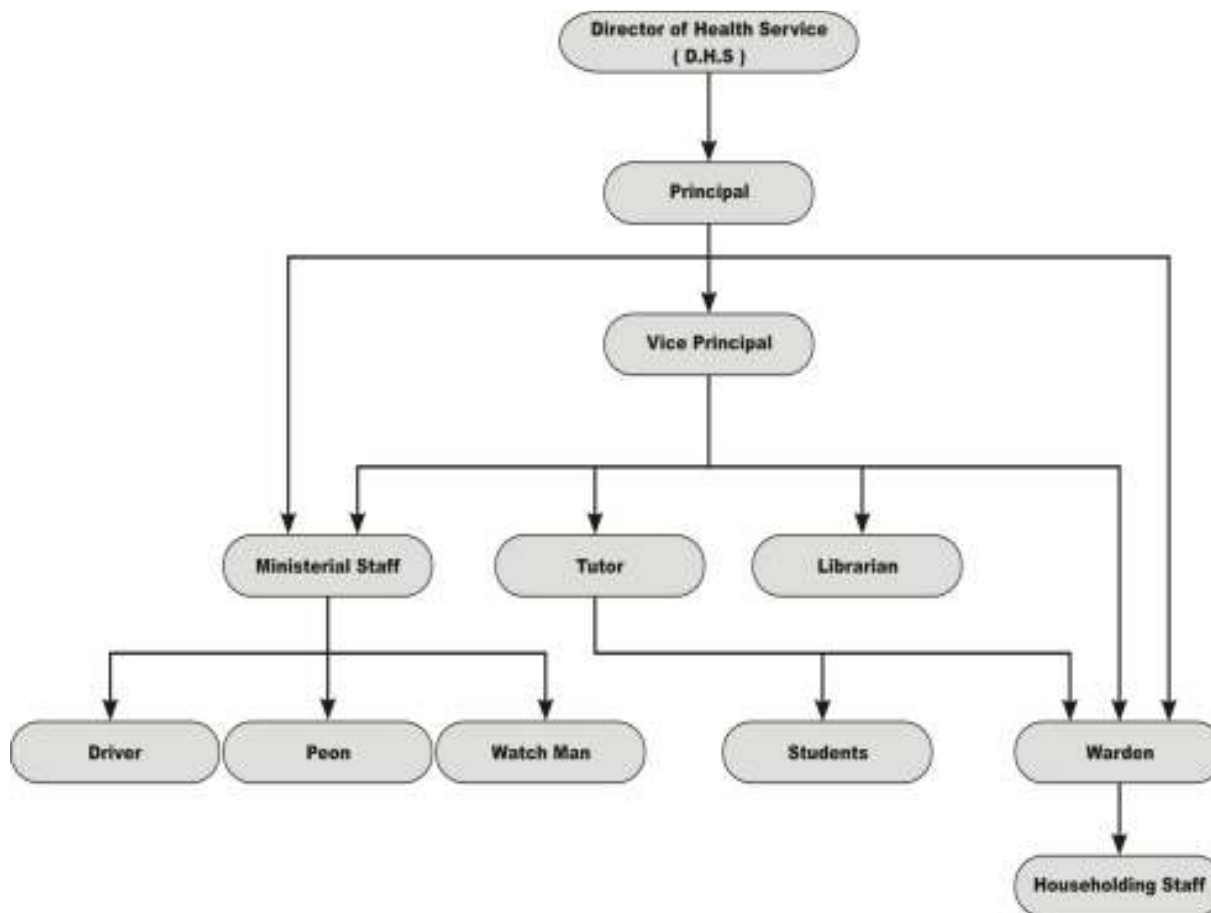 Director of Health Service
( D.H.S )
Principal
Vice Principal
Ministerial Staff
Tutor
Librarian
Driver
Peon
Watch Man
Students
Warden
Householding Staff